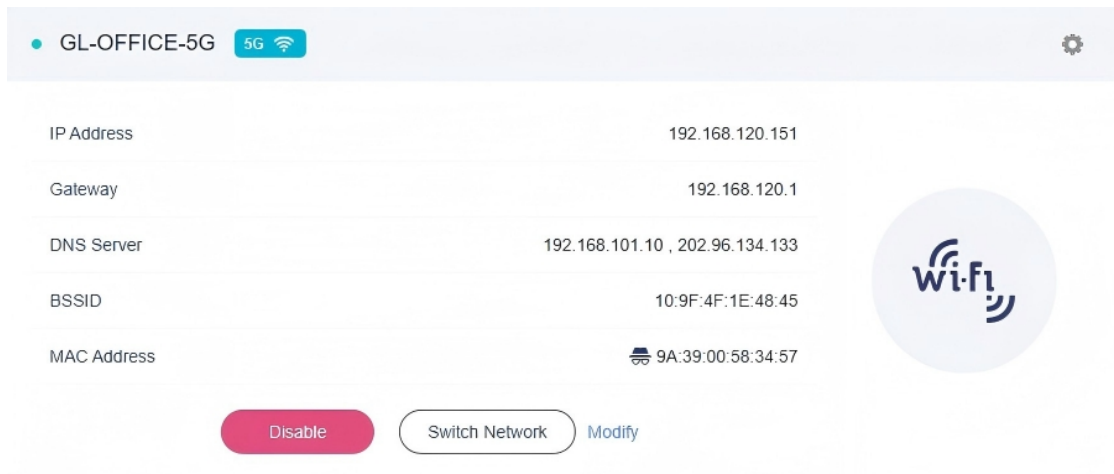 GL-OFFICE-5G 5G
IP Address 192.168.120.151
Gateway 192.168.120.1
DNS Server 192.168.101.10 , 202.96.134.133
BSSID 10:9F:4F:1E:48:45
MAC Address 9A:39:00:58:34:57
Wi-Fi
Disable Switch Network Modify